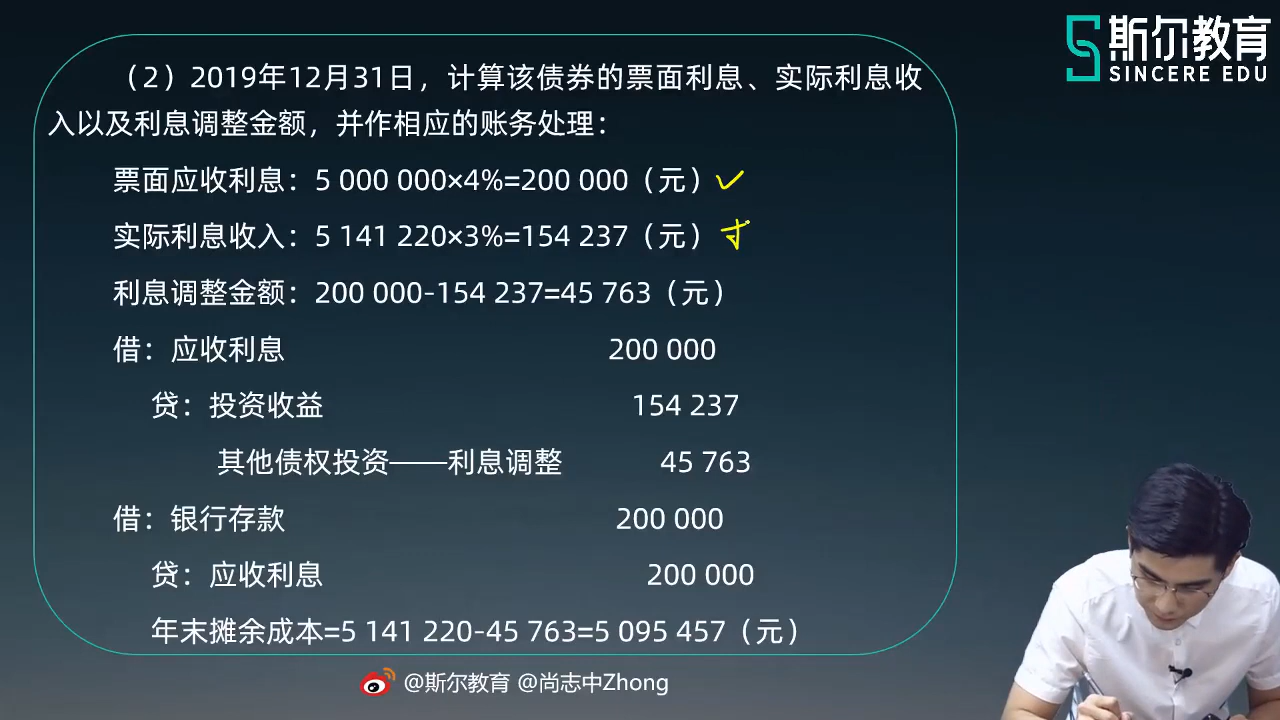 斯尔教育
SINCERE EDU
（2）2019年12月31日，计算该债券的票面利息、实际利息收
入以及利息调整金额，并作相应的账务处理：
票面应收利息：5 000 000×4%=200 000（元）
实际利息收入：5 141 220×3%=154 237（元）
利息调整金额：200 000-154 237=45 763（元）
借：应收利息 200 000
贷：投资收益 154 237
其他债权投资——利息调整 45 763
借：银行存款 200 000
贷：应收利息 200 000
年末摊余成本=5 141 220-45 763=5 095 457（元）
@斯尔教育 @尚志中Zhong